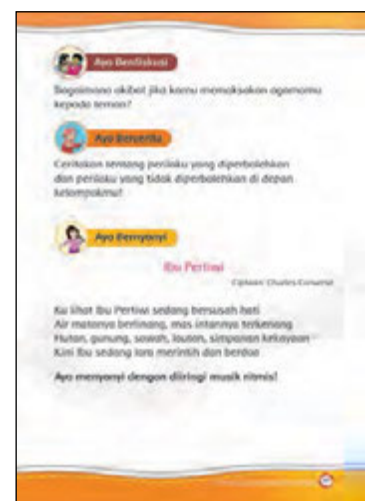 Ayo Berdiskusi
Bagaimana akibat jika kamu memaksakan agamamu
kepada teman?
Ayo Bercerita
Ceritakan tentang perilaku yang diperbolehkan
dan perilaku yang tidak diperbolehkan di depan
kelompokmu!
Ayo Bernyanyi
Ibu Pertiwi
Ciptaan: Charles Converse
Ku lihat Ibu Pertiwi sedang bersusah hati
Air matanya berlinang, mas intannya terkenang
Hutan, gunung, sawah, lautan, simpanan kekayaan
Kini Ibu sedang lara merintih dan berdoa
Ayo menyanyi dengan diiringi musik ritmis!